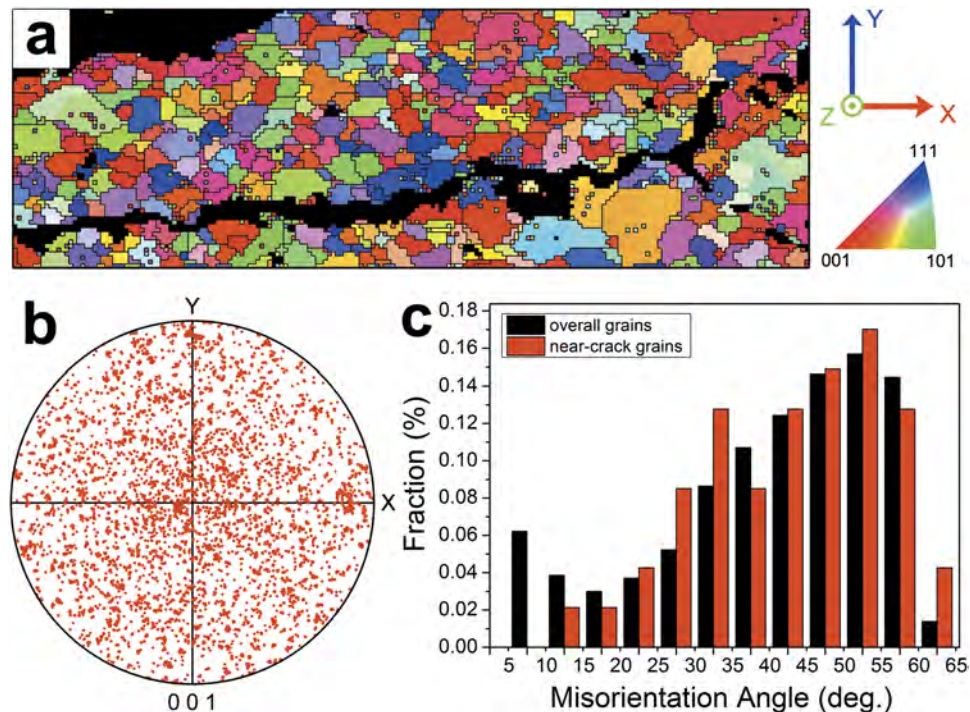 a
Y
Z
X
111
001
101
b
Y
X
0 0 1
c
overall grains
near-crack grains
Fraction (%)
0.18
0.16
0.14
0.12
0.10
0.08
0.06
0.04
0.02
0.00
5 10 15 20 25 30 35 40 45 50 55 60 65
Misorientation Angle (deg.)